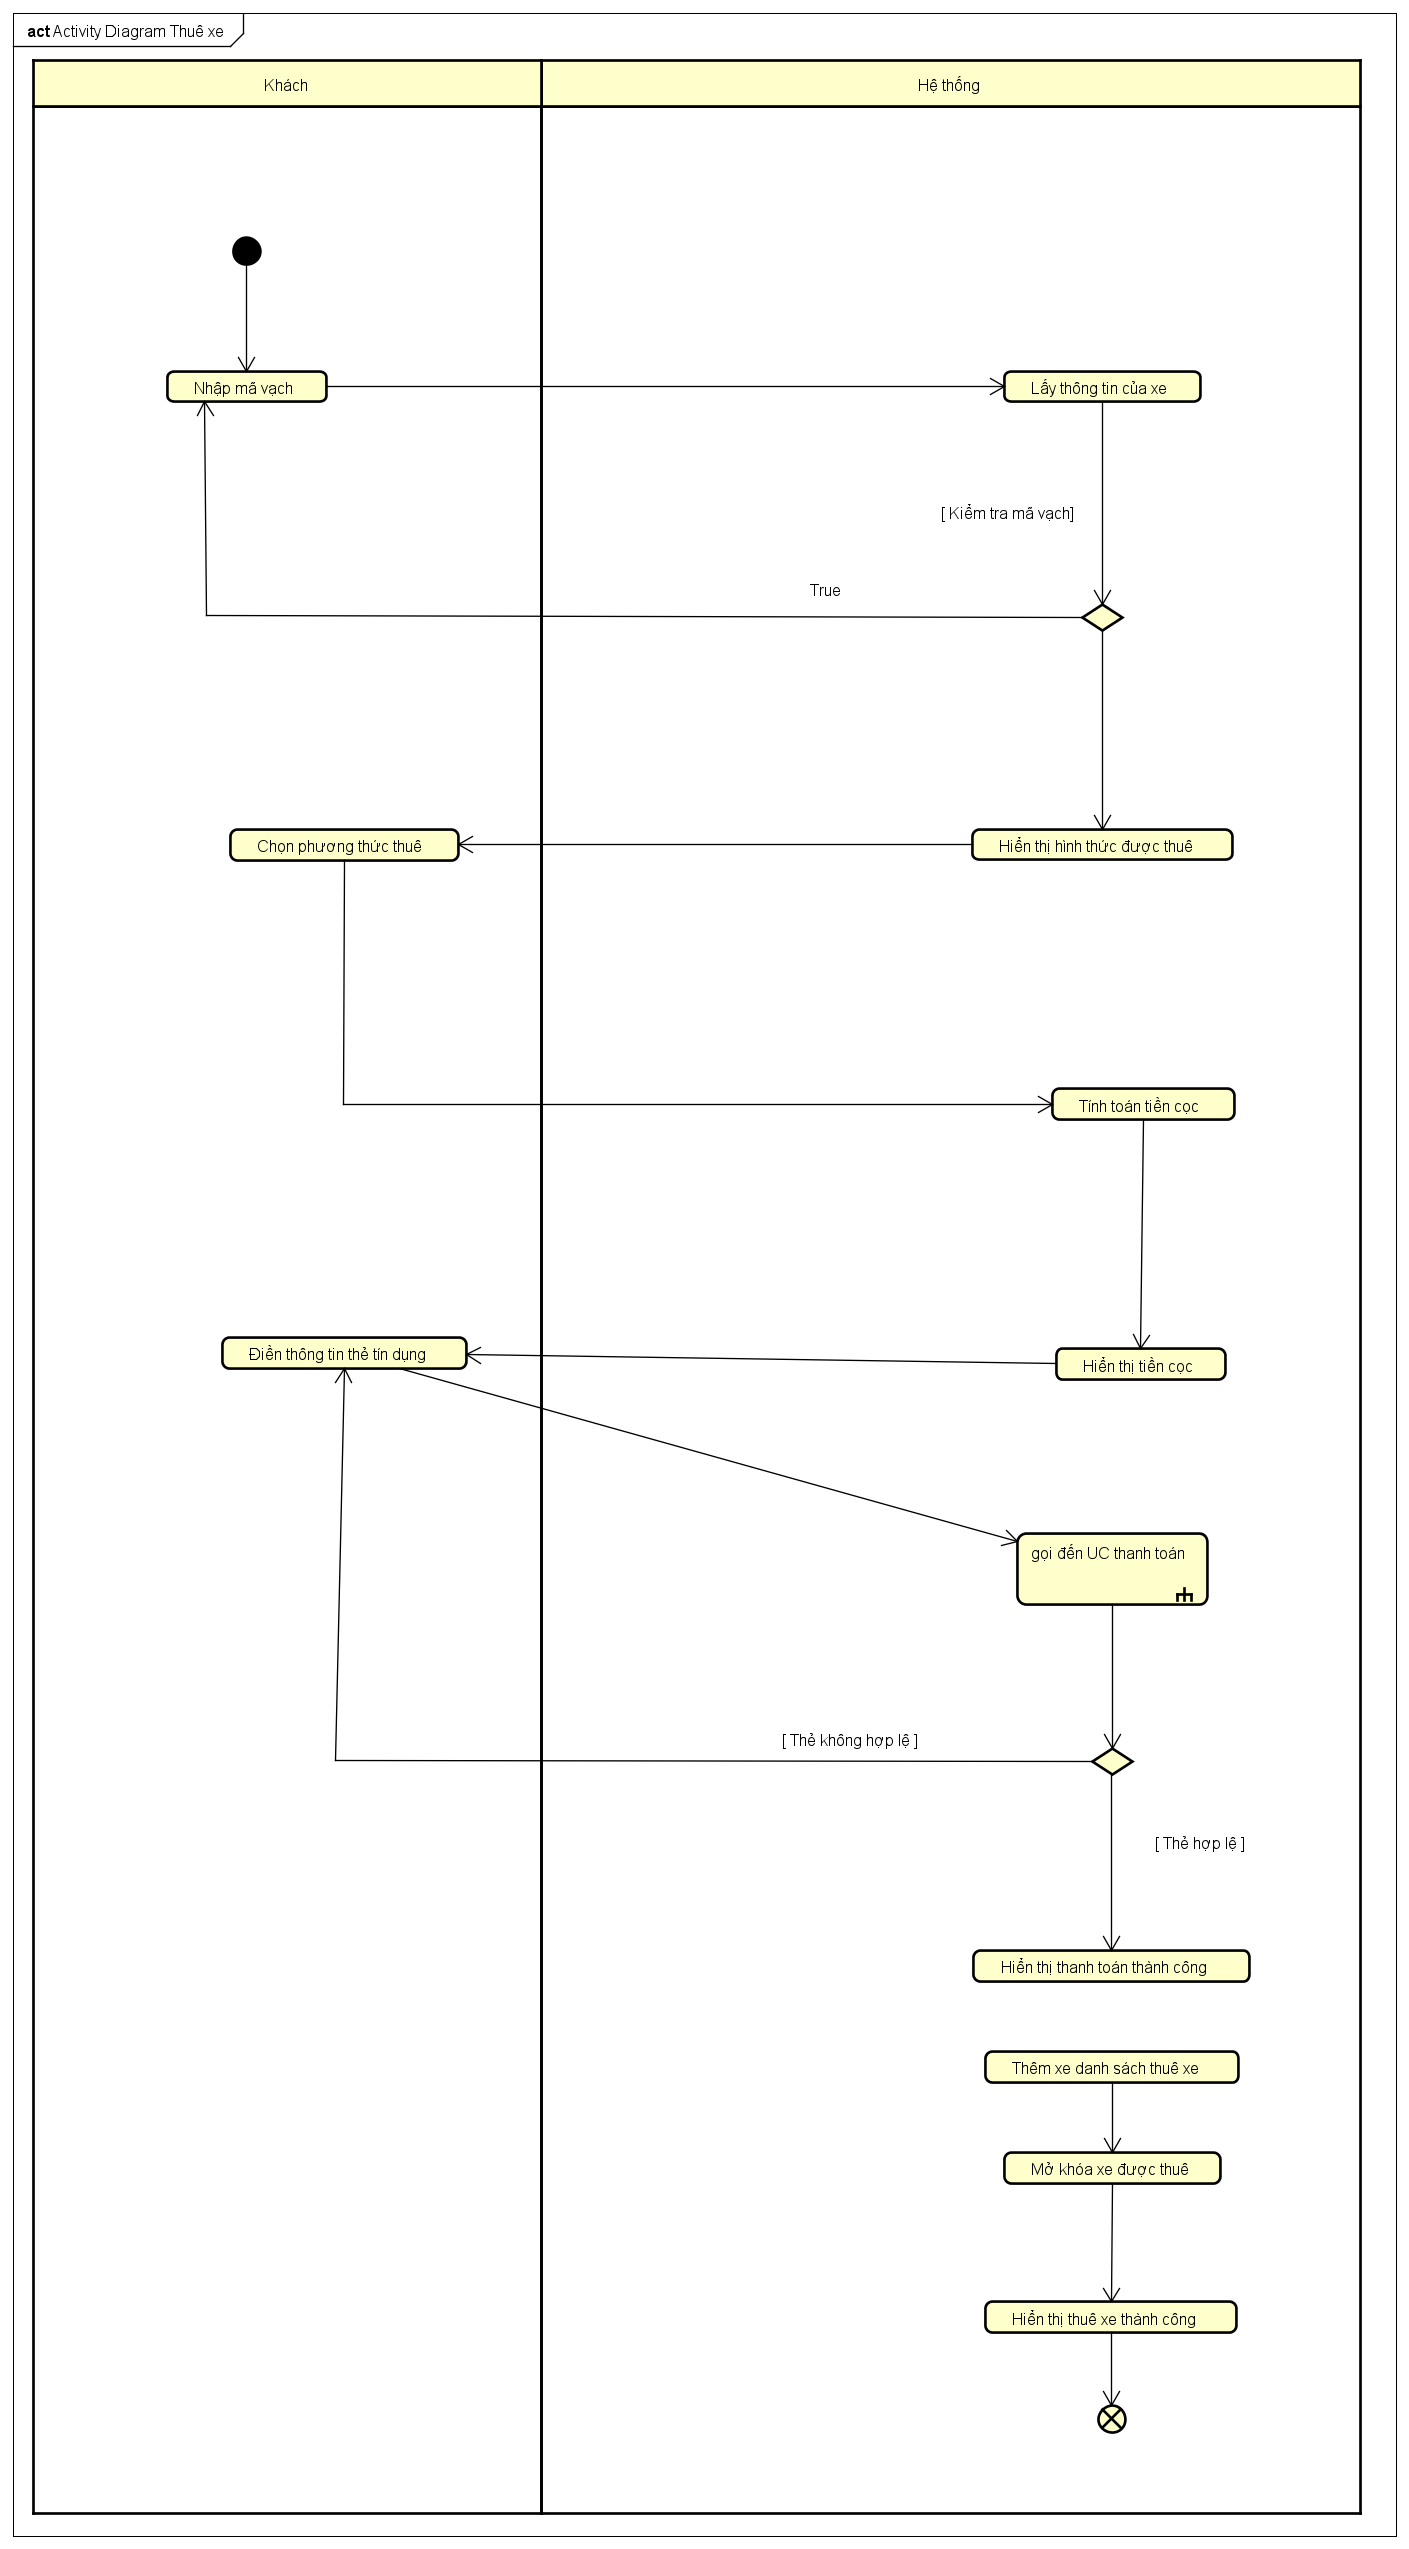 act Activity Diagram Thuê xe
Khách
Hệ thống
Nhập mã vạch
Lấy thông tin của xe
[ Kiểm tra mã vạch]
True
Chọn phương thức thuê
Hiển thị hình thức được thuê
Tính toán tiền cọc
Điền thông tin thẻ tín dụng
Hiển thị tiền cọc
gọi đến UC thanh toán
[ Thẻ không hợp lệ ]
[ Thẻ hợp lệ ]
Hiển thị thanh toán thành công
Thêm xe danh sách thuê xe
Mở khóa xe được thuê
Hiển thị thuê xe thành công